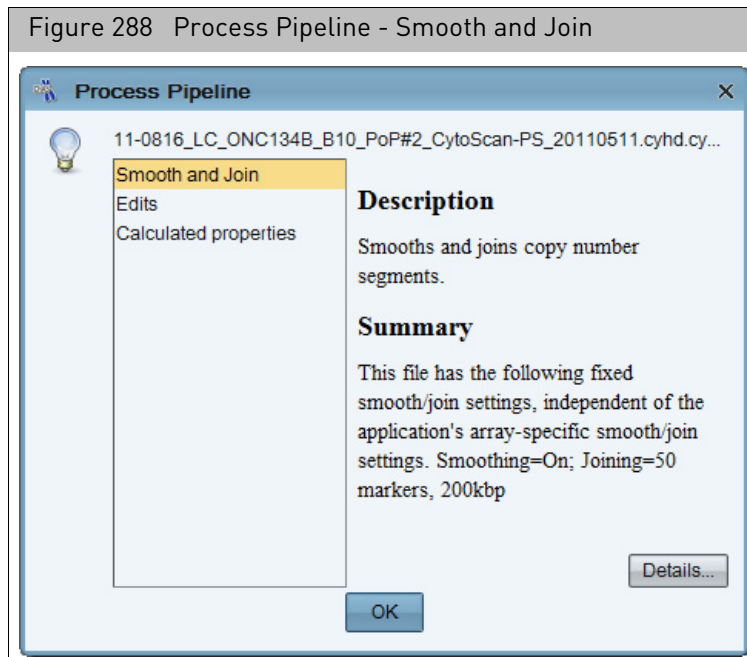 Figure 288 Process Pipeline - Smooth and Join
Process Pipeline
11-0816_LC_ONC134B_B10_PoP#2_CytoScan-PS_20110511.cyhd.cy...
Smooth and Join
Edits
Calculated properties
Description
Smooths and joins copy number
segments.
Summary
This file has the following fixed
smooth/join settings, independent of the
application's array-specific smooth/join
settings. Smoothing=On; Joining=50
markers, 200kbp
Details...
OK